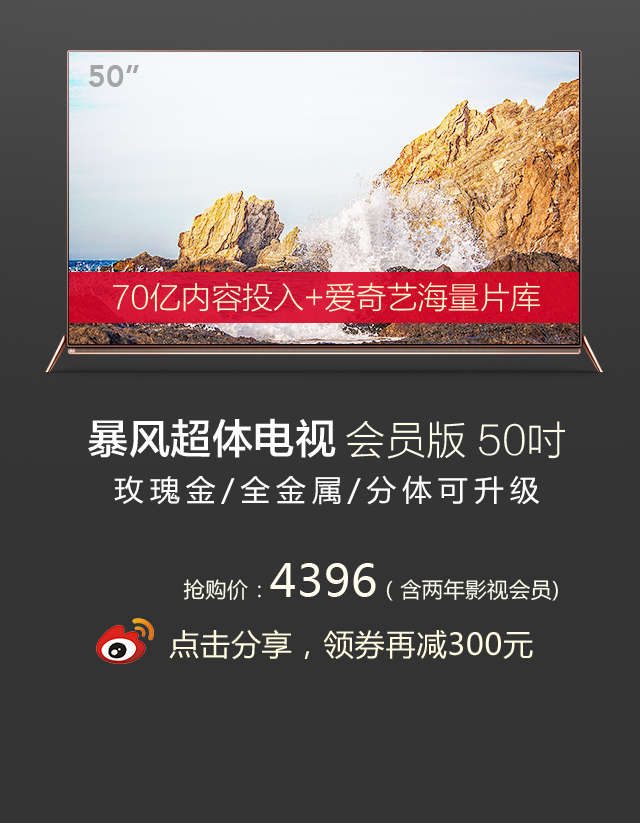 50”
70亿内容投入+爱奇艺海量片库
暴风超体电视 会员版 50吋
玫瑰金/全金属/分体可升级
抢购价：4396（含两年影视会员)
点击分享，领券再减300元